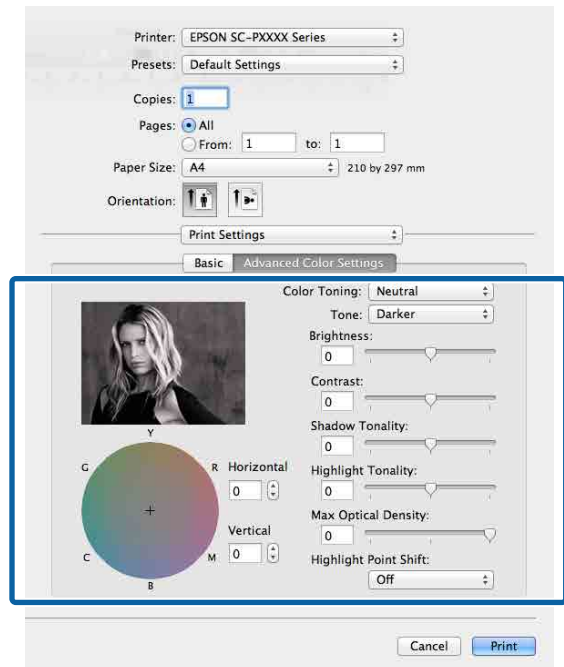 Printer: EPSON SC-PXXXX Series
Presets: Default Settings
Copies: 1
Pages: All
From: 1 to: 1
Paper Size: A4 210 by 297 mm
Orientation:
Print Settings
Basic Advanced Color Settings
Color Toning: Neutral
Tone: Darker
Brightness:
0
Contrast:
0
Shadow Tonality:
0
Highlight Tonality:
0
Max Optical Density:
0
Highlight Point Shift:
Off
Y
G R
C M
B
Horizontal
0
Vertical
0
Cancel Print